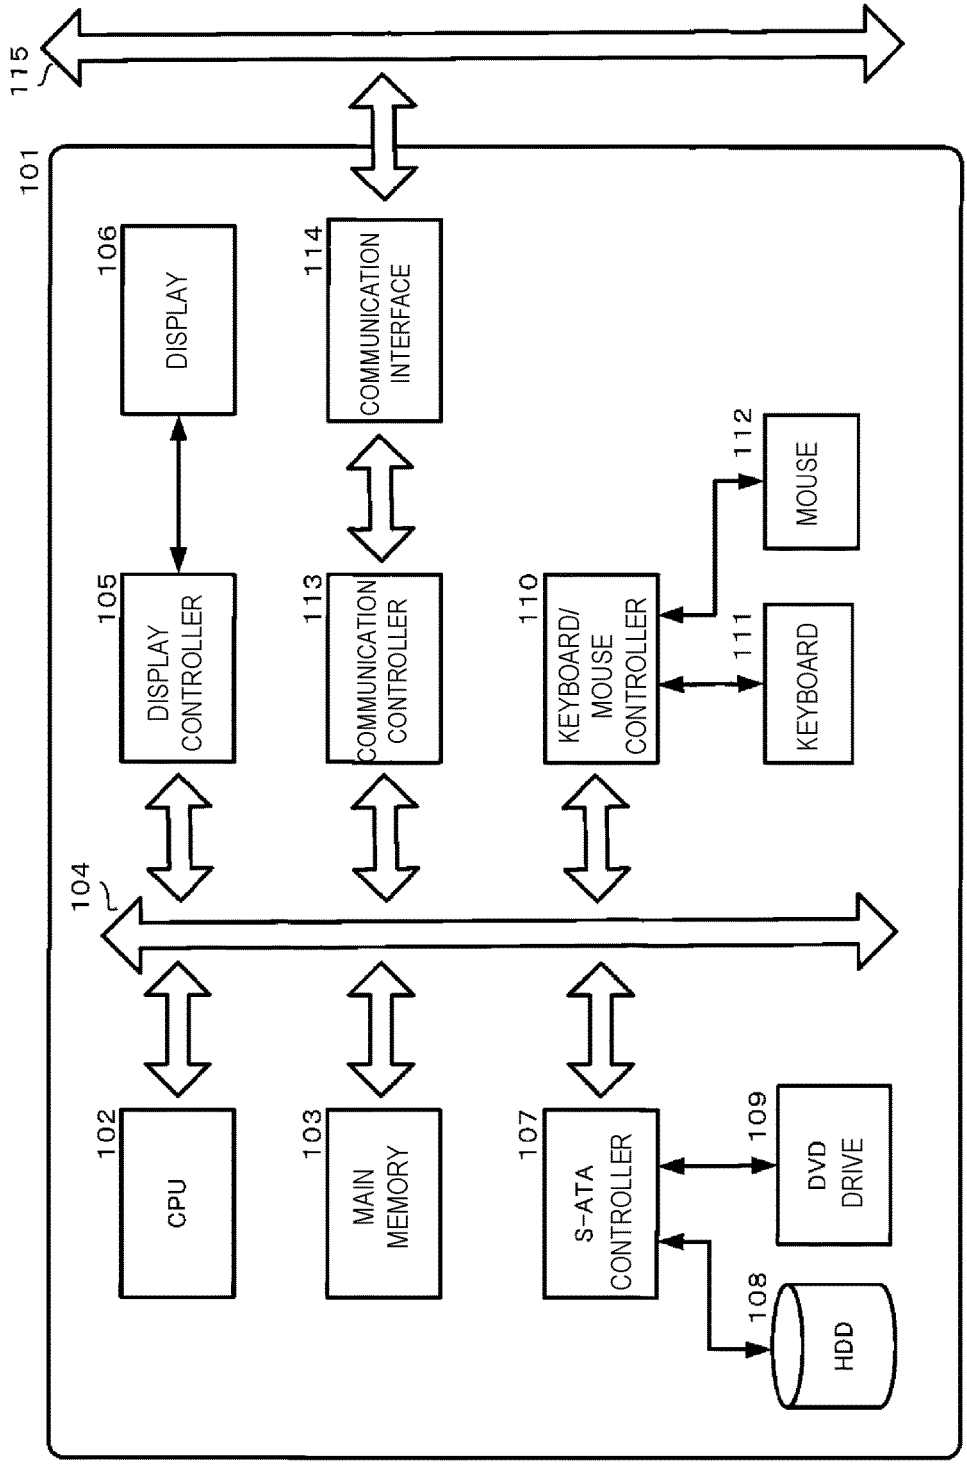 101
115
102
CPU
104
105
DISPLAY
CONTROLLER
106
DISPLAY
103
MAIN
MEMORY
113
COMMUNICATION
CONTROLLER
114
COMMUNICATION
INTERFACE
107
S-ATA
CONTROLLER
110
KEYBOARD/
MOUSE
CONTROLLER
108
HDD
109
DVD
DRIVE
111
KEYBOARD
112
MOUSE